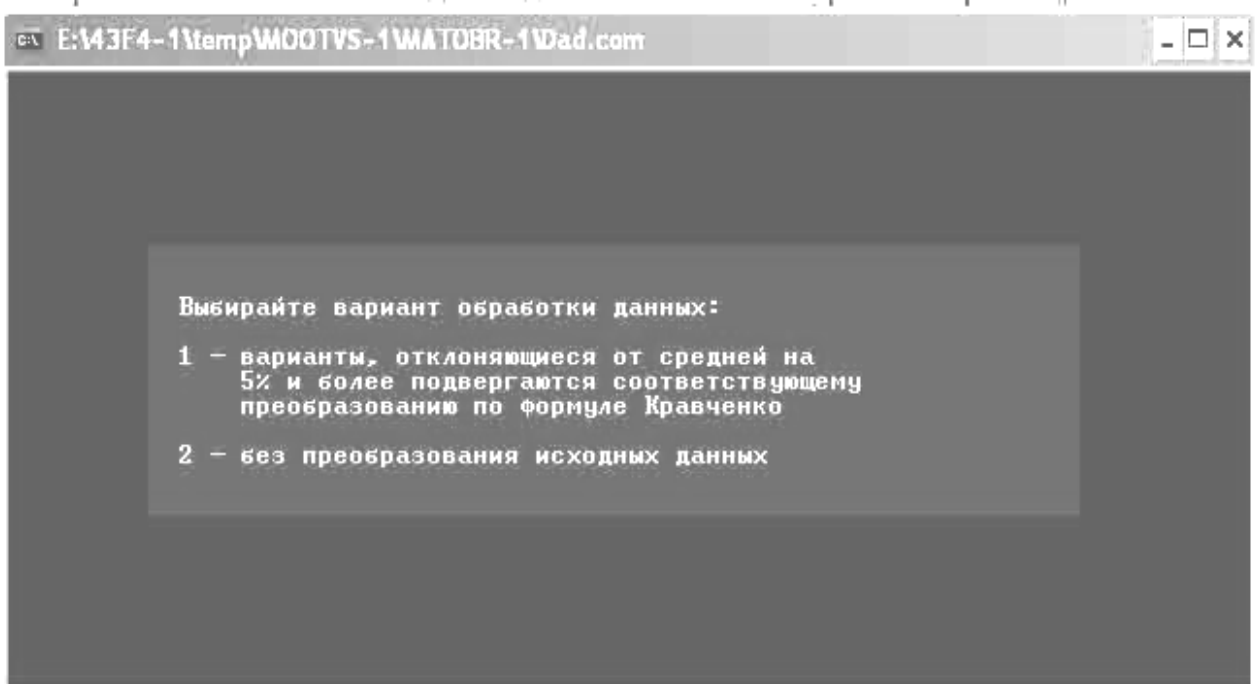 E:\43F4~1\temp\MOOTVS~1\MATOBR~1\Dad.com
Выбирайте вариант обработки данных:
1 - варианты, отклоняющиеся от средней на
5% и более подвергаются соответствующему
преобразованию по формуле Кравченко
2 - без преобразования исходных данных